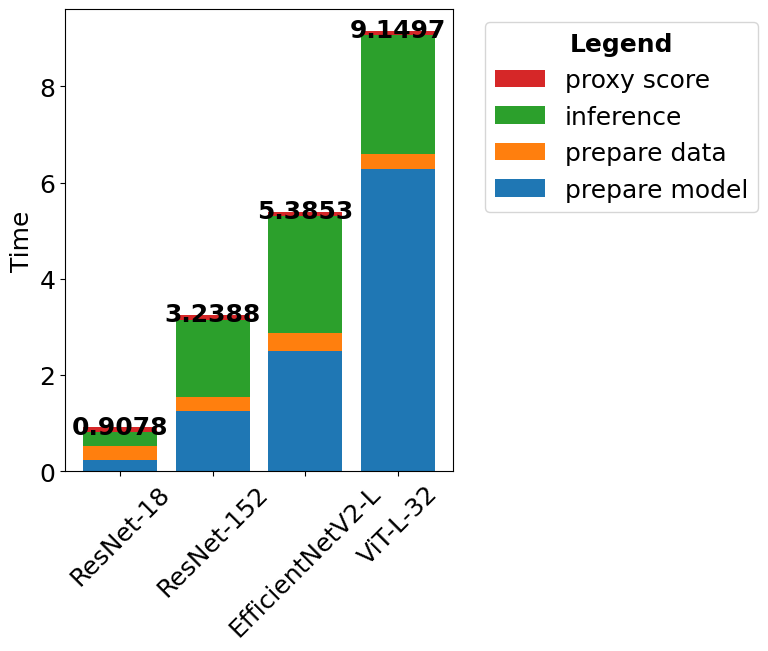 Time
8
6
4
2
0
0.9078
3.2388
5.3853
9.1497
ResNet-18
ResNet-152
EfficientNetV2-L
ViT-L-32
Legend
proxy score
inference
prepare data
prepare model